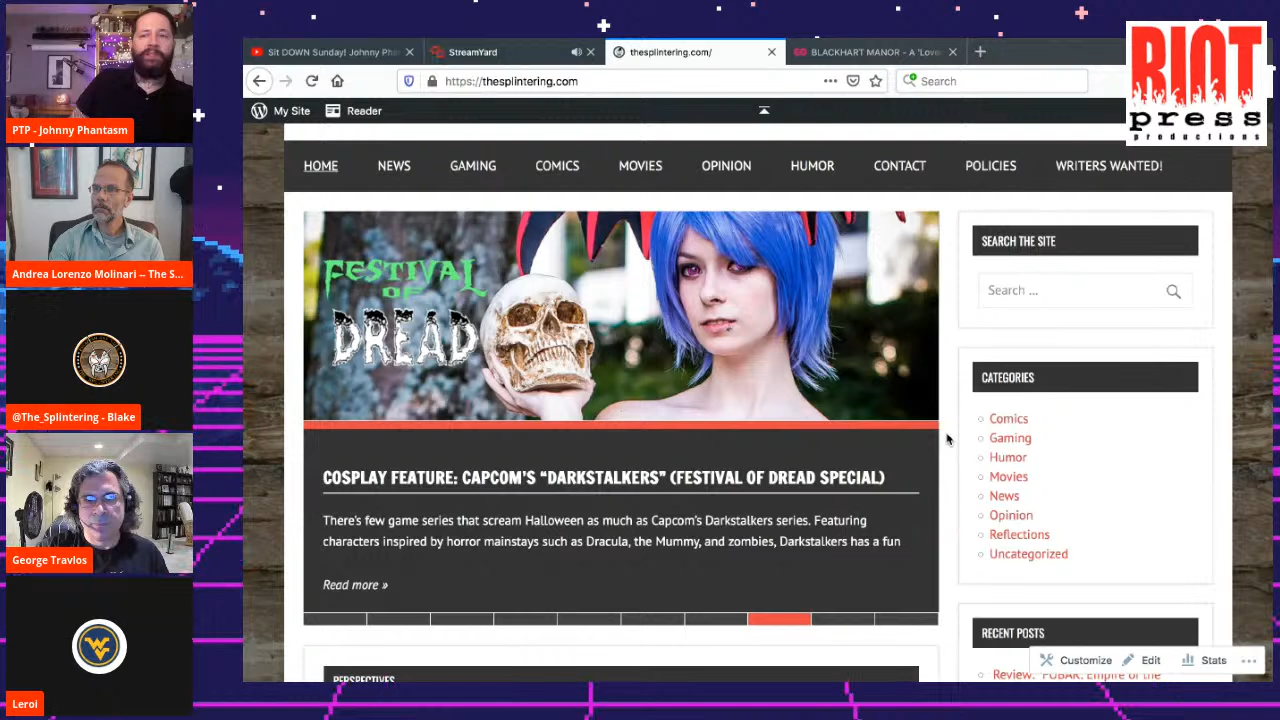 PTP - Johnny Phantasm
Andrea Lorenzo Molinari -- The S...
@The_Splintering - Blake
George Travlos
Leroi
RIOT
press
productions
Sit DOWN Sunday! Johnny Phan
StreamYard
thesplintering.com/
BLACKHART MANOR - A 'Love
https://thesplintering.com
Search
My Site
Reader
HOME
NEWS
GAMING
COMICS
MOVIES
OPINION
HUMOR
CONTACT
POLICIES
WRITERS WANTED!
FESTIVAL
OF
DREAD
COSPLAY FEATURE: CAPCOM'S “DARKSTALKERS” (FESTIVAL OF DREAD SPECIAL)
There's few game series that scream Halloween as much as Capcom's Darkstalkers series. Featuring
characters inspired by horror mainstays such as Dracula, the Mummy, and zombies, Darkstalkers has a fun
Read more »
PERSPECTIVES
SEARCH THE SITE
Search ...
CATEGORIES
Comics
Gaming
Humor
Movies
News
Opinion
Reflections
Uncategorized
RECENT POSTS
Review: "FUBAR: Empire of the
Customize
Edit
Stats